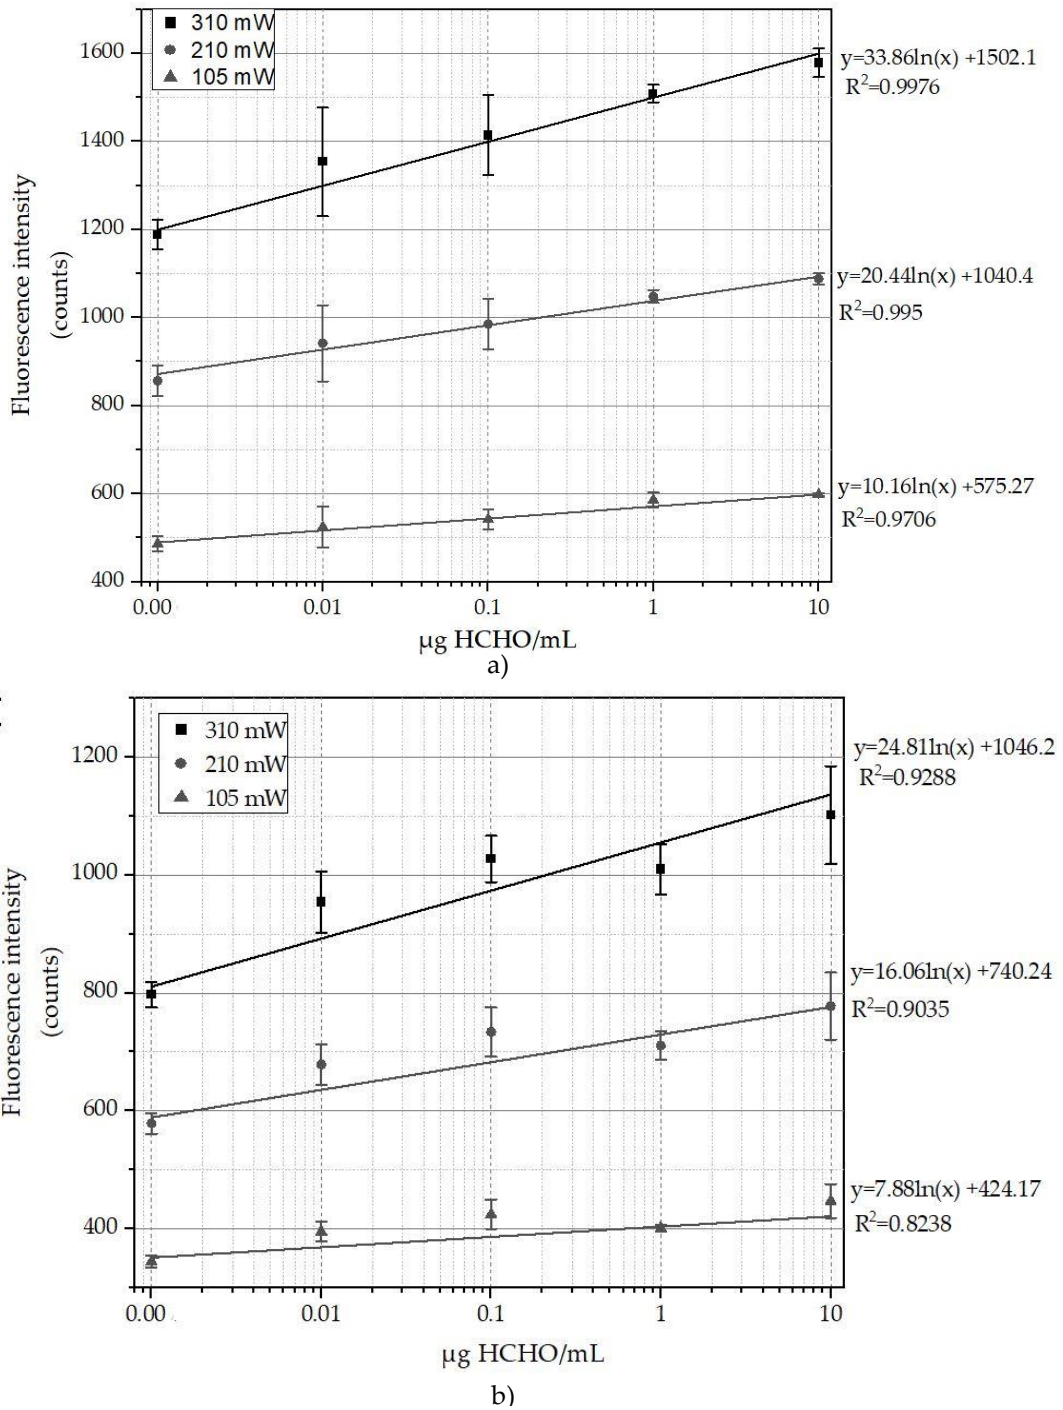 310 mW
210 mW
105 mW
1600
1400
1200
1000
800
600
400
Fluorescence intensity
(counts)
y=33.86ln(x) +1502.1
R²=0.9976
y=20.44ln(x) +1040.4
R²=0.995
y=10.16ln(x) +575.27
R²=0.9706
0.00 0.01 0.1 1 10
µg HCHO/mL
a)
310 mW
210 mW
105 mW
1200
1000
800
600
400
Fluorescence intensity
(counts)
y=24.81ln(x) +1046.2
R²=0.9288
y=16.06ln(x) +740.24
R²=0.9035
y=7.88ln(x) +424.17
R²=0.8238
0.00 0.01 0.1 1 10
µg HCHO/mL
b)